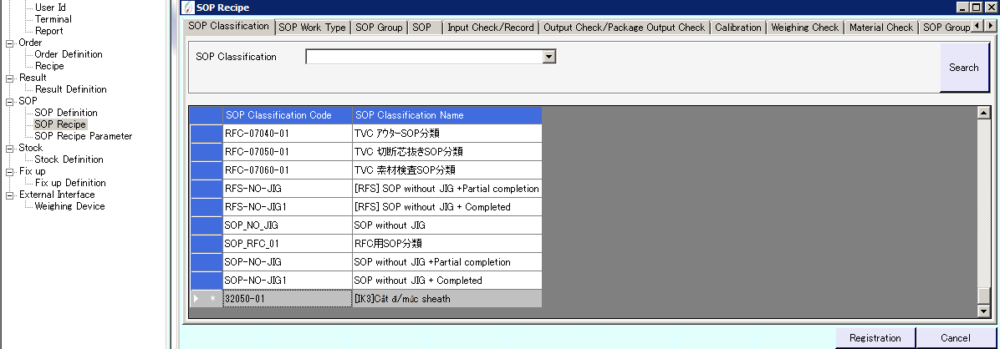 User Id
Terminal
Report
Order
Order Definition
Recipe
Result
Result Definition
SOP
SOP Definition
SOP Recipe
SOP Recipe Parameter
Stock
Stock Definition
Fix up
Fix up Definition
External Interface
Weighing Device
SOP Recipe
SOP Classification SOP Work Type SOP Group SOP Input Check/Record Output Check/Package Output Check Calibration Weighing Check Material Check SOP Group
SOP Classification
Search
SOP Classification Code SOP Classification Name
RFC-07040-01 TVC アウターSOP分類
RFC-07050-01 TVC 切断芯抜きSOP分類
RFC-07060-01 TVC 素材検査SOP分類
RFS-NO-JIG [RFS] SOP without JIG +Partial completion
RFS-NO-JIG1 [RFS] SOP without JIG + Completed
SOP_NO_JIG SOP without JIG
SOP_RFC_01 RFC用SOP分類
SOP-NO-JIG SOP without JIG +Partial completion
SOP-NO-JIG1 SOP without JIG + Completed
* 32050-01 [IK3]Cắt đ/mức sheath
Registration Cancel